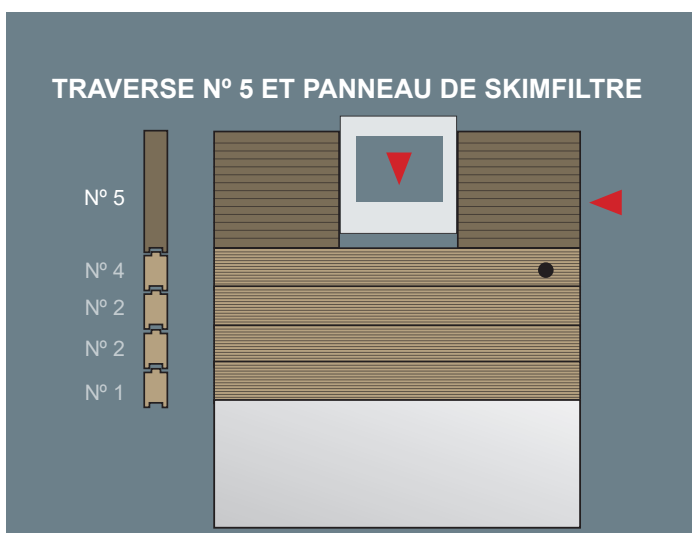 TRAVERSE Nº 5 ET PANNEAU DE SKIMFILTRE
Nº 5
Nº 4
Nº 2
Nº 2
Nº 1